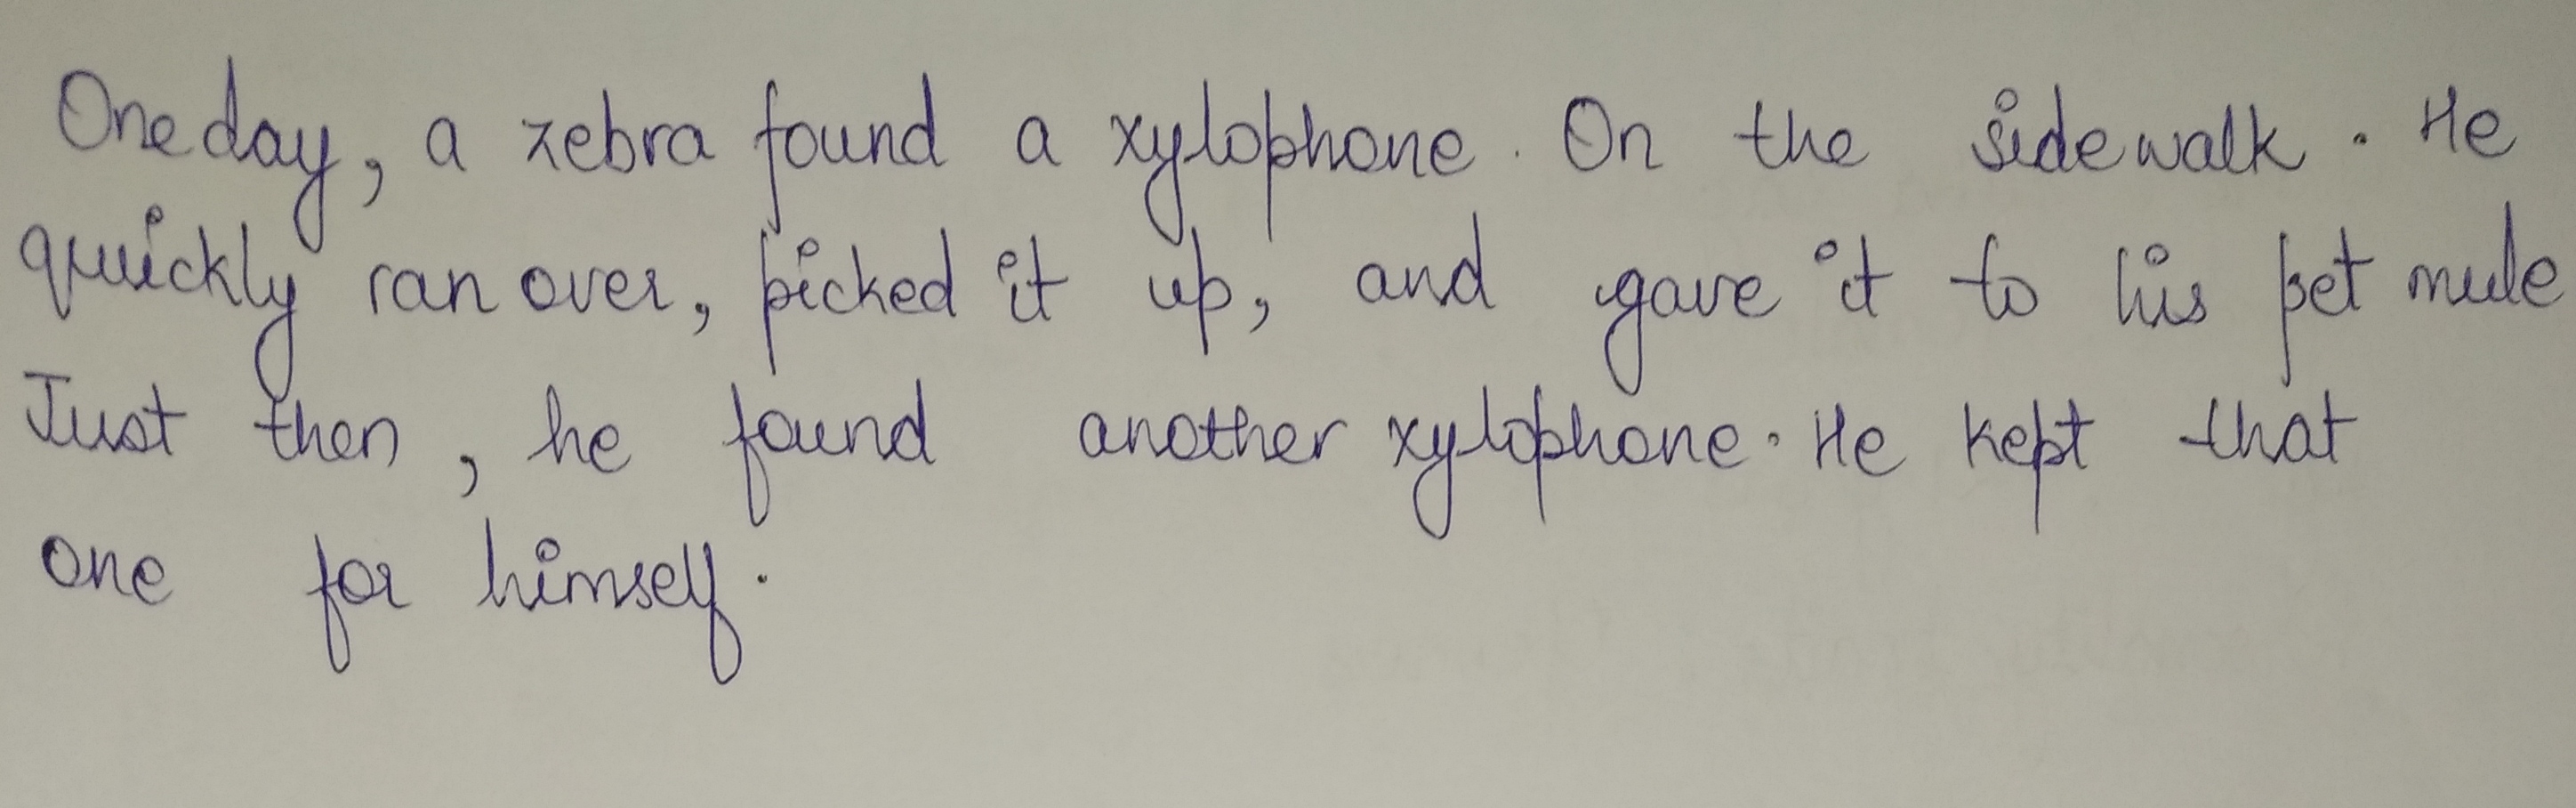 One day, a zebra found a xylophone. On the sidewalk. He
quickly ran over, picked it up, and gave it to his pet mule
Just then, he found another xylophone. He kept that
one for himself.